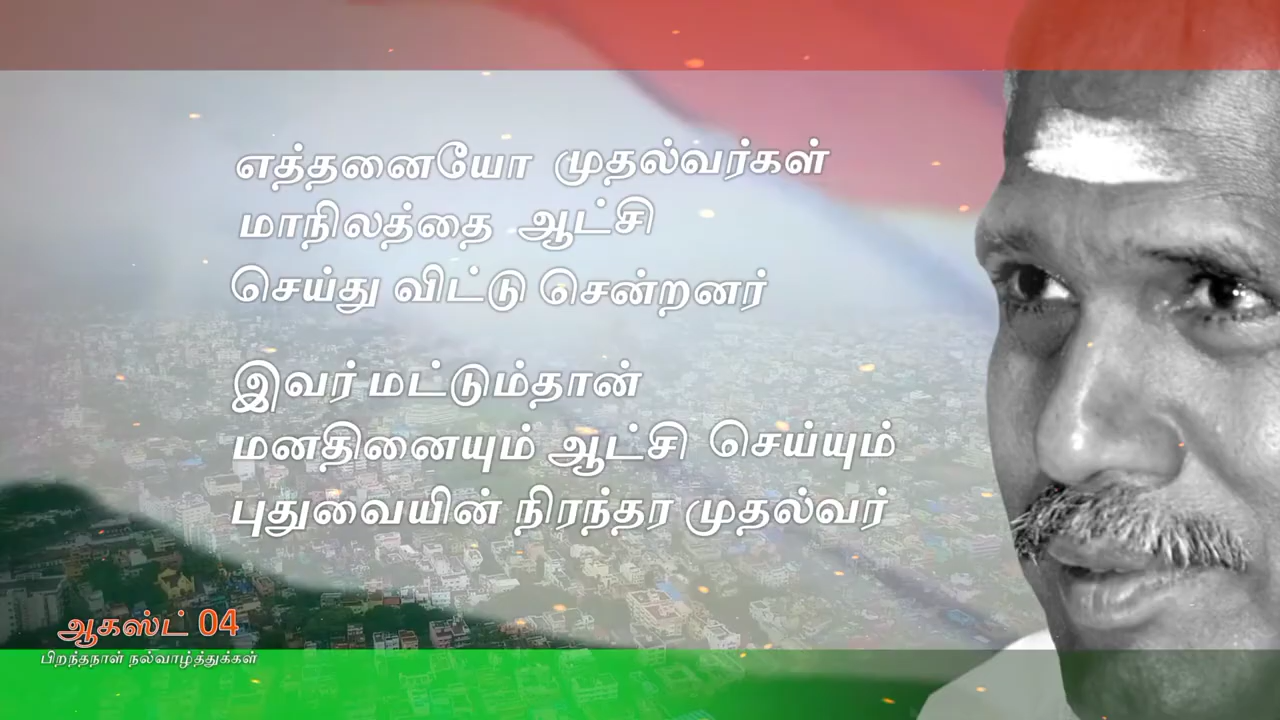 எத்தனையோ முதல்வர்கள்
மாநிலத்தை ஆட்சி
செய்து விட்டு சென்றனர்
இவர் மட்டும்தான்
மனதினையும் ஆட்சி செய்யும்
புதுவையின் நிரந்தர முதல்வர்
ஆகஸ்ட் 04
பிறந்தநாள் நல்வாழ்த்துக்கள்